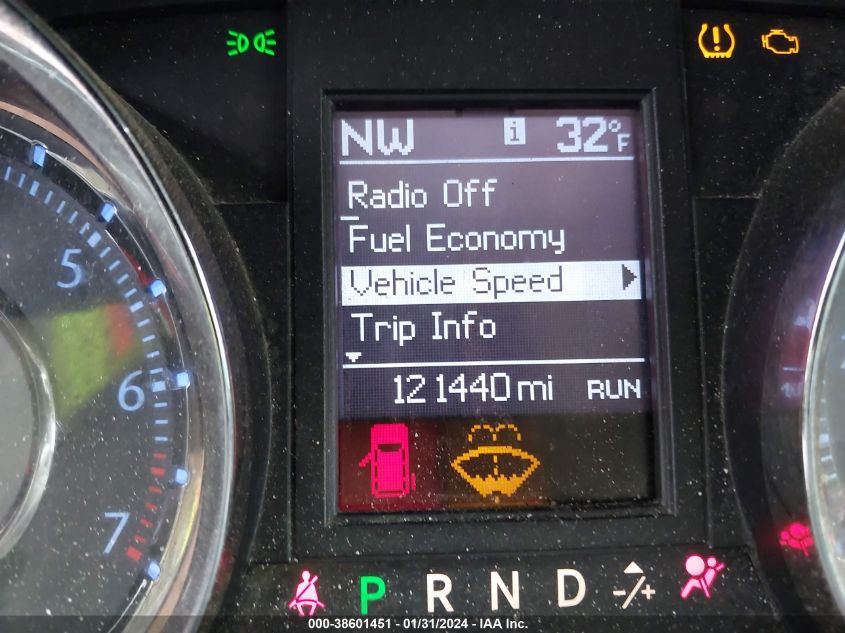 NW i 32°F
Radio Off
Fuel Economy
Vehicle Speed
Trip Info
121440 mi RUN
5
6
7
P R N D -/+
000-38601451 - 01/31/2024 - IAA Inc.